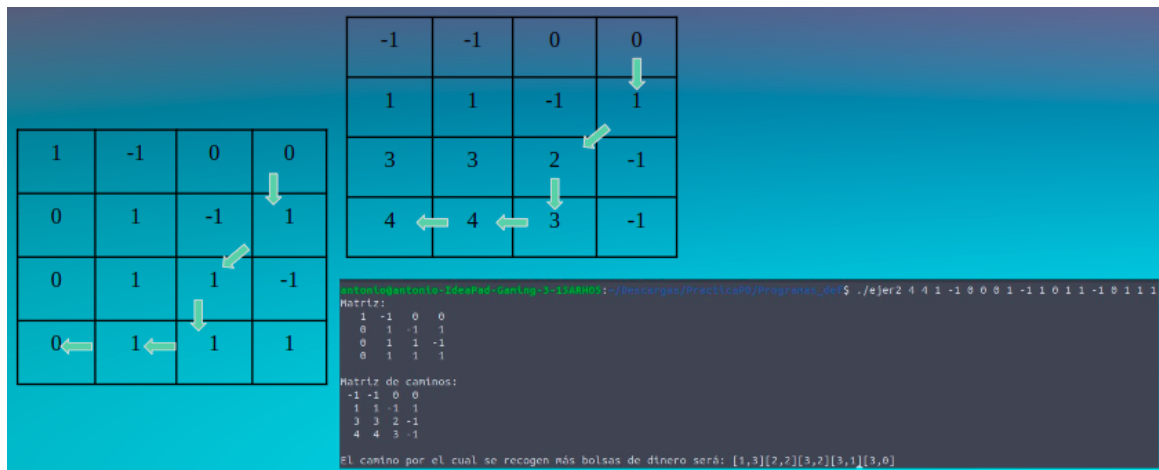 -1 -1 0 0
1 1 -1 1
3 3 2 -1
4 4 3 -1
1 -1 0 0
0 1 -1 1
0 1 1 -1
0 1 1 1
antonio@antonio-IdeaPad-Gaming-3-15ARH05:~/Descargas/PracticaPD/Programas_def$ ./ejer2 4 4 1 -1 0 0 0 1 -1 1 0 1 1 -1 0 1 1 1
Matriz:
1 -1 0 0
0 1 -1 1
0 1 1 -1
0 1 1 1
Matriz de caminos:
-1 -1 0 0
1 1 -1 1
3 3 2 -1
4 4 3 -1
El camino por el cual se recogen más bolsas de dinero será: [1,3][2,2][3,2][3,1][3,0]